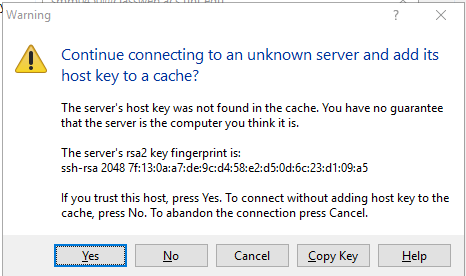 Warning
Continue connecting to an unknown server and add its
host key to a cache?
The server's host key was not found in the cache. You have no guarantee
that the server is the computer you think it is.
The server's rsa2 key fingerprint is:
ssh-rsa 2048 7f:13:0a:a7:de:9c:d4:58:e2:d5:0d:6c:23:d1:09:a5
If you trust this host, press Yes. To connect without adding host key to the
cache, press No. To abandon the connection press Cancel.
Yes No Cancel Copy Key Help